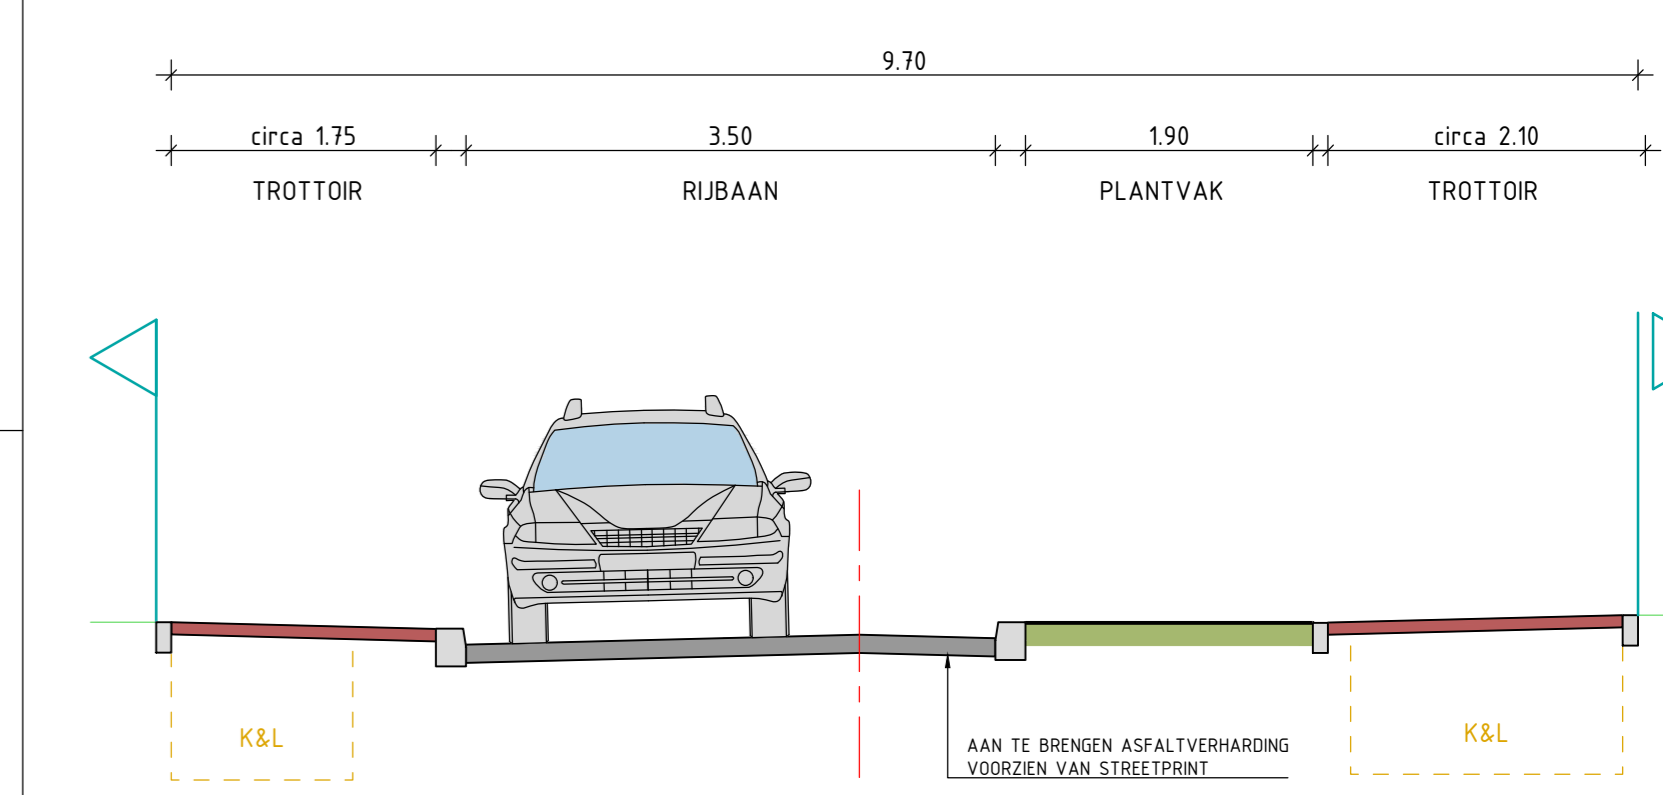 9.70
circa 1.75 3.50 1.90 circa 2.10
TROTTOIR RIJBAAN PLANTVAK TROTTOIR
K&L K&L
AAN TE BRENGEN ASFALTVERHARDING
VOORZIEN VAN STREETPRINT